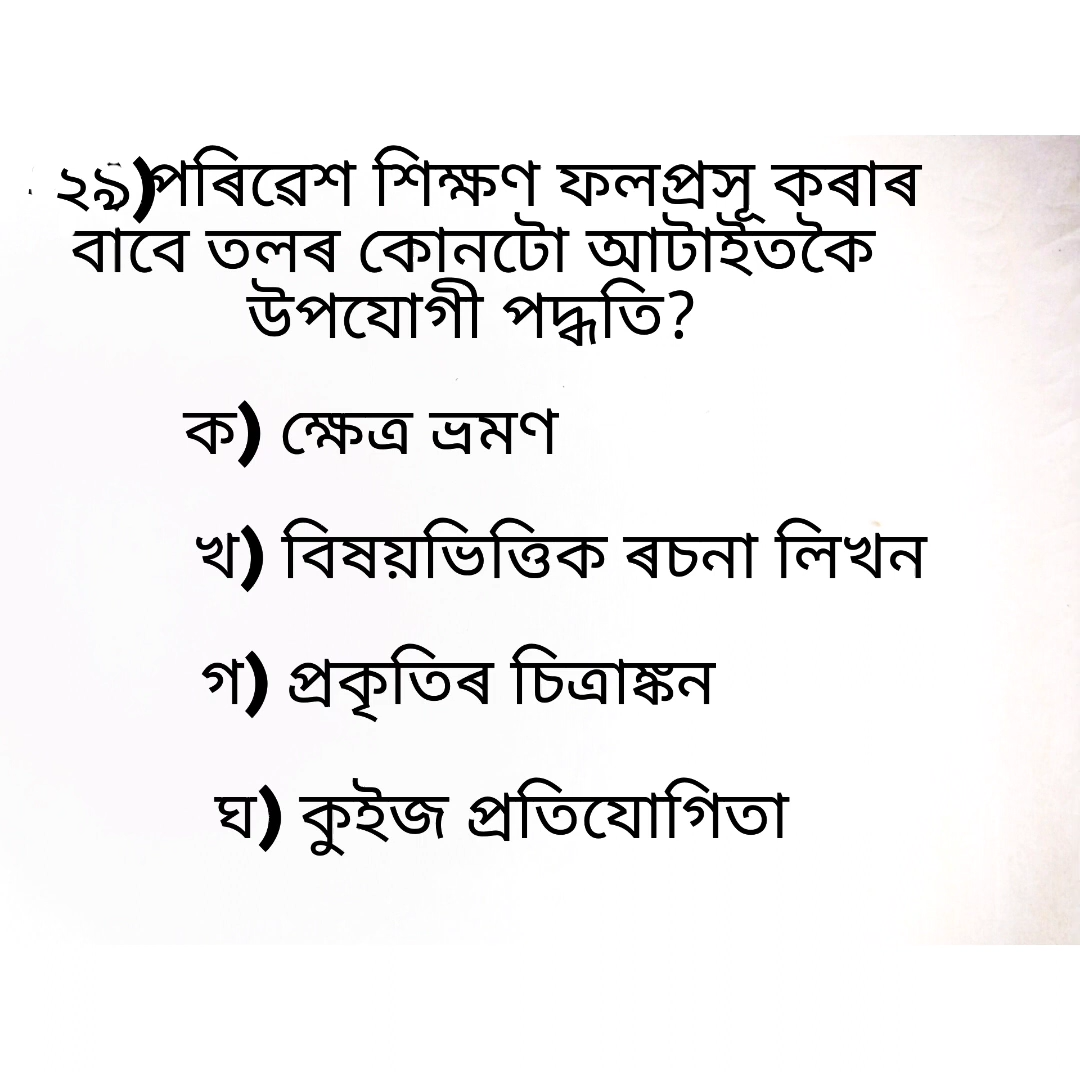 ২৯)পৰিৱেশ শিক্ষণ ফলপ্ৰসূ কৰাৰ
বাবে তলৰ কোনটো আটাইতকৈ
উপযোগী পদ্ধতি?
ক) ক্ষেত্ৰ ভ্ৰমণ
খ) বিষয়ভিত্তিক ৰচনা লিখন
গ) প্ৰকৃতিৰ চিত্ৰাঙ্কন
ঘ) কুইজ প্ৰতিযোগিতা